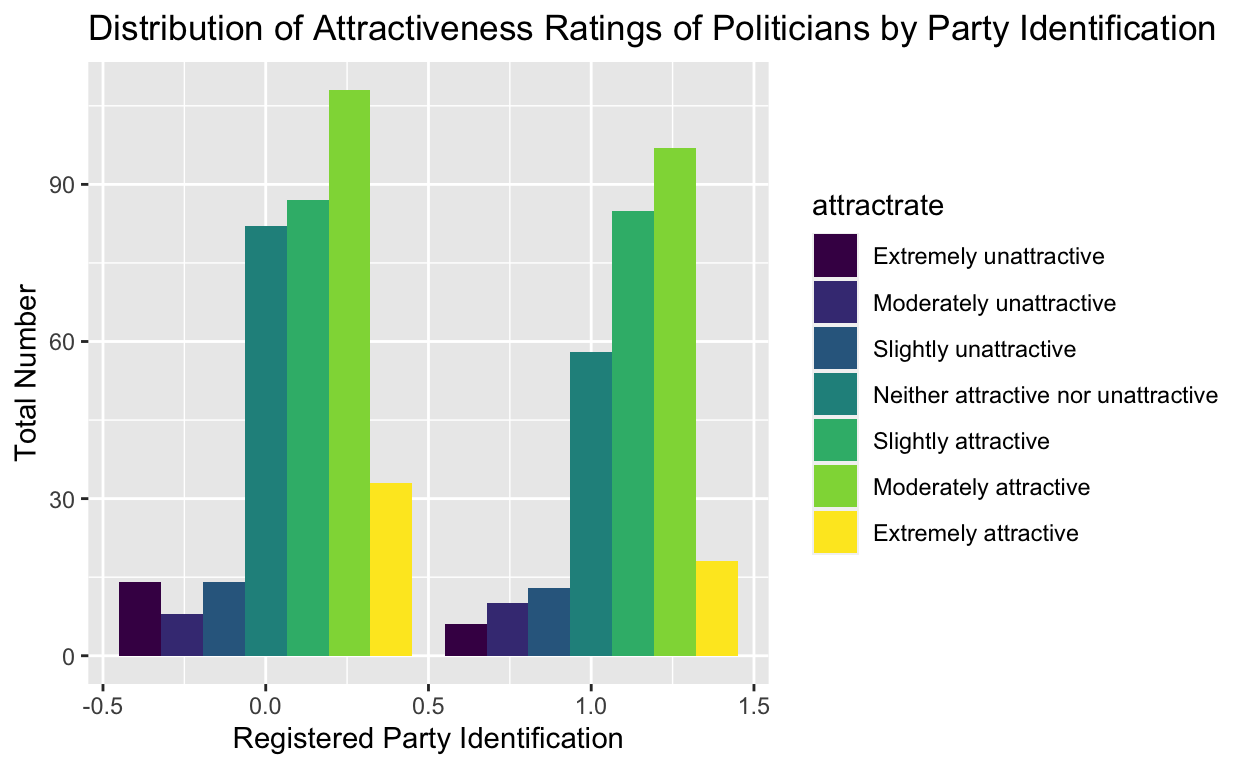 Distribution of Attractiveness Ratings of Politicians by Party Identification
Total Number
90
60
30
0
-0.5
0.0
0.5
1.0
1.5
Registered Party Identification
attractrate
Extremely unattractive
Moderately unattractive
Slightly unattractive
Neither attractive nor unattractive
Slightly attractive
Moderately attractive
Extremely attractive